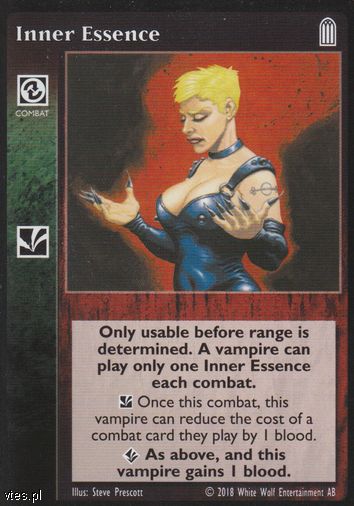 Inner Essence
COMBAT
Only usable before range is
determined. A vampire can
play only one Inner Essence
each combat.
Once this combat, this
vampire can reduce the cost of a
combat card they play by 1 blood.
As above, and this
vampire gains 1 blood.
Illus: Steve Prescott © 2018 White Wolf Entertainment AB
vtes.pl